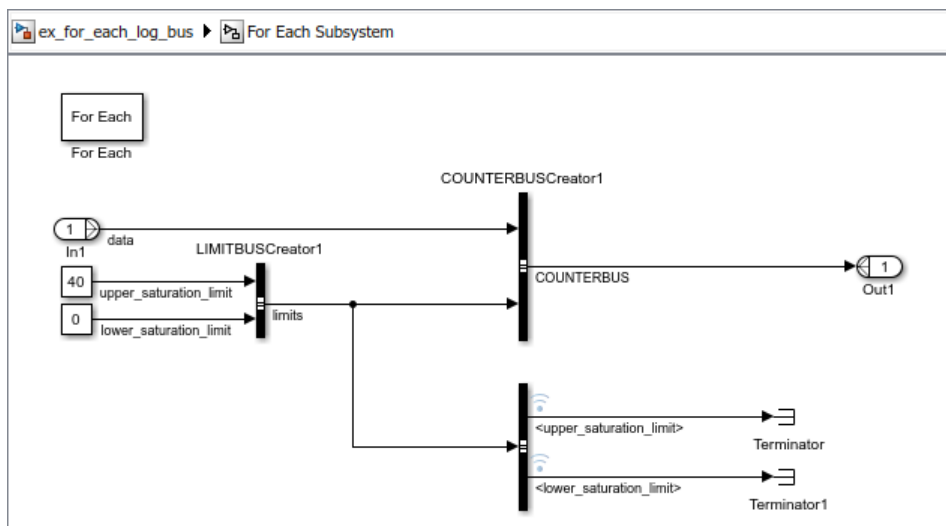 ex_for_each_log_bus For Each Subsystem
For Each
For Each
COUNTERBUSCreator1
1
data
In1
LIMITBUSCreator1
40
upper_saturation_limit
0
lower_saturation_limit
limits
COUNTERBUS
1
Out1
<upper_saturation_limit>
Terminator
<lower_saturation_limit>
Terminator1